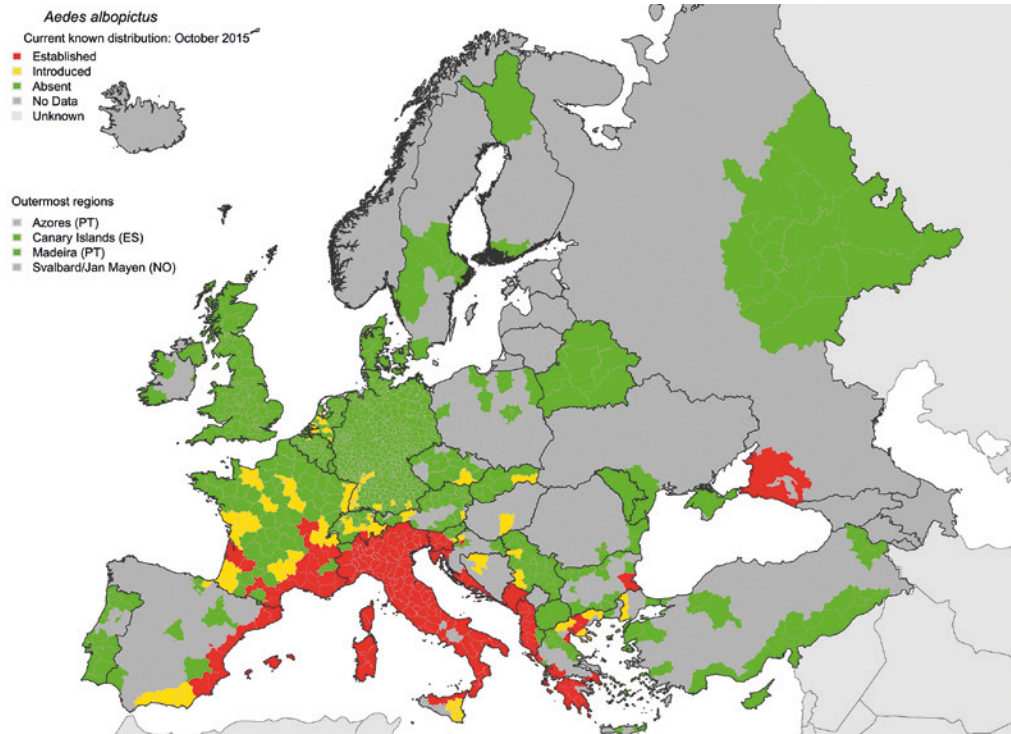 Aedes albopictus
Current known distribution: October 2015
Established
Introduced
Absent
No Data
Unknown
Outermost regions
Azores (PT)
Canary Islands (ES)
Madeira (PT)
Svalbard/Jan Mayen (NO)